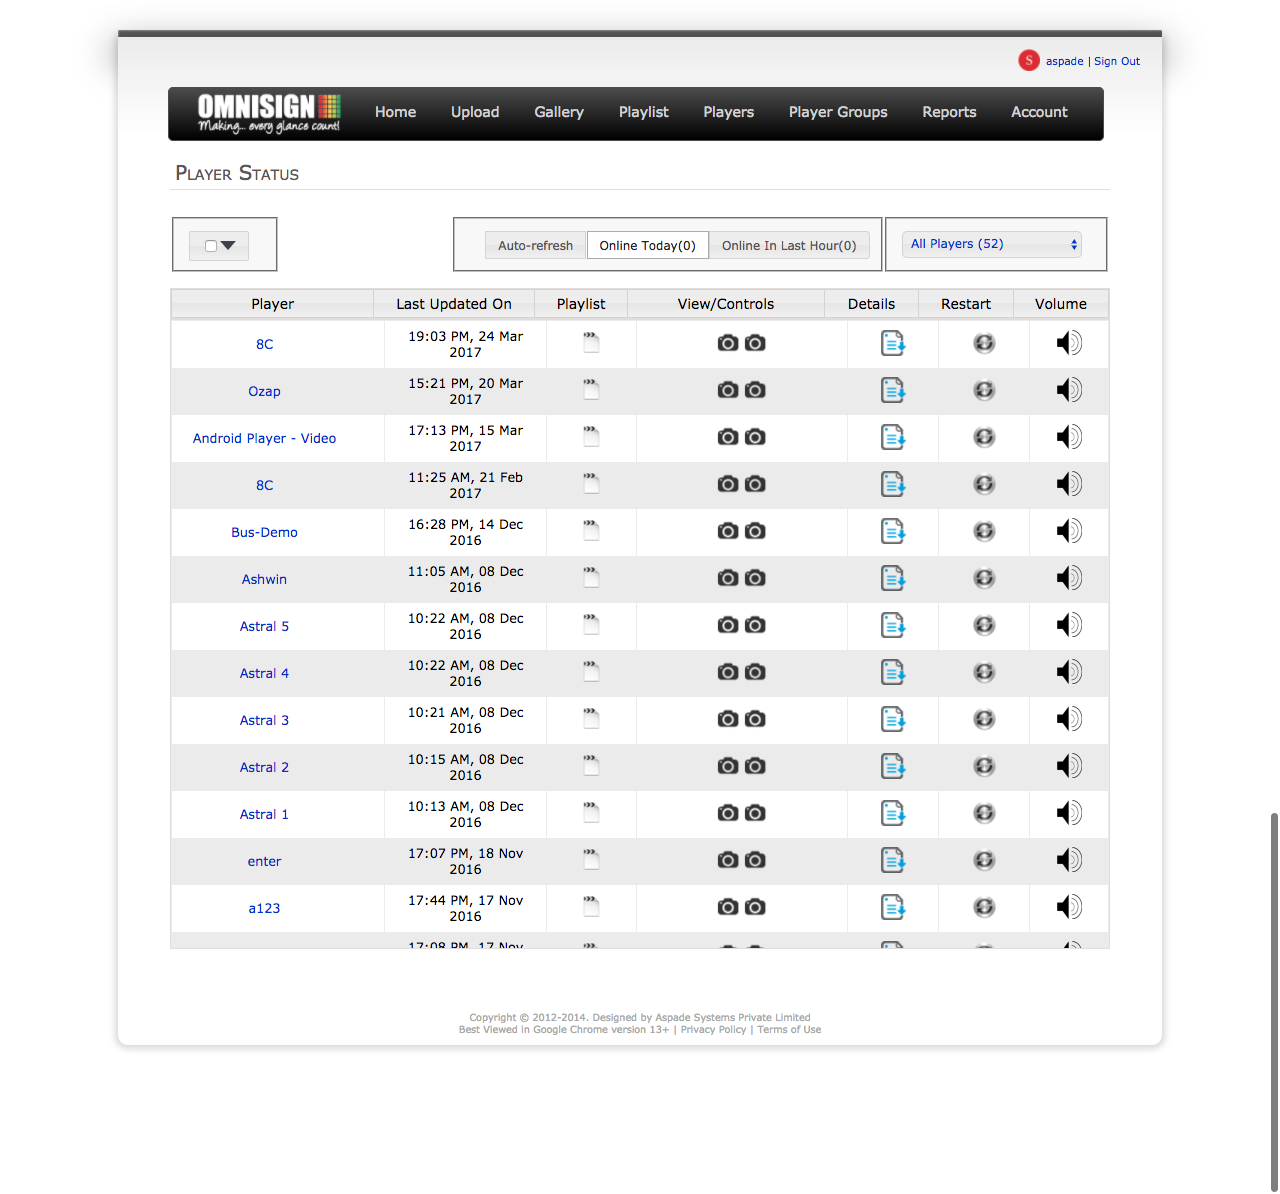 S aspade | Sign Out
OMNISIGN
Making... every glance count!
Home Upload Gallery Playlist Players Player Groups Reports Account
Player Status
Auto-refresh Online Today(0) Online In Last Hour(0) All Players (52)
Player Last Updated On Playlist View/Controls Details Restart Volume
8C 19:03 PM, 24 Mar
2017
Ozap 15:21 PM, 20 Mar
2017
Android Player - Video 17:13 PM, 15 Mar
2017
8C 11:25 AM, 21 Feb
2017
Bus-Demo 16:28 PM, 14 Dec
2016
Ashwin 11:05 AM, 08 Dec
2016
Astral 5 10:22 AM, 08 Dec
2016
Astral 4 10:22 AM, 08 Dec
2016
Astral 3 10:21 AM, 08 Dec
2016
Astral 2 10:15 AM, 08 Dec
2016
Astral 1 10:13 AM, 08 Dec
2016
enter 17:07 PM, 18 Nov
2016
a123 17:44 PM, 17 Nov
2016
17:08 PM, 17 Nov
Copyright © 2012-2014. Designed by Aspade Systems Private Limited
Best Viewed in Google Chrome version 13+ | Privacy Policy | Terms of Use